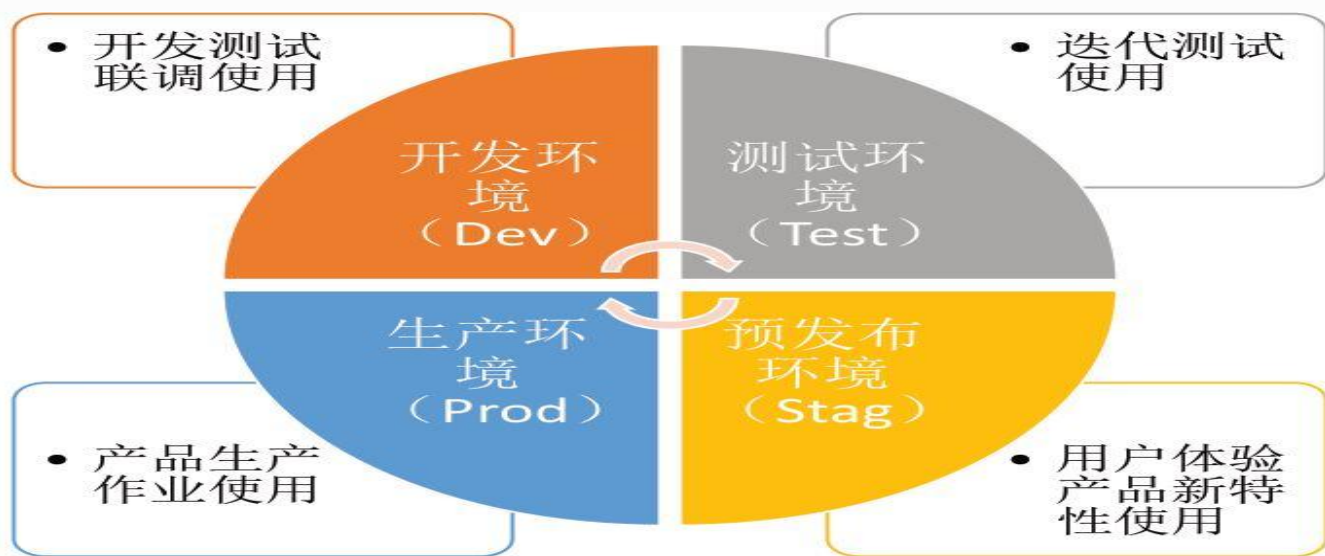 • 开发测试
联调使用
• 迭代测试
使用
开发环
境
（Dev）
测试环
境
（Test）
生产环
境
（Prod）
预发布
环境
（Stag）
• 产品生产
作业使用
• 用户体验
产品新特
性使用